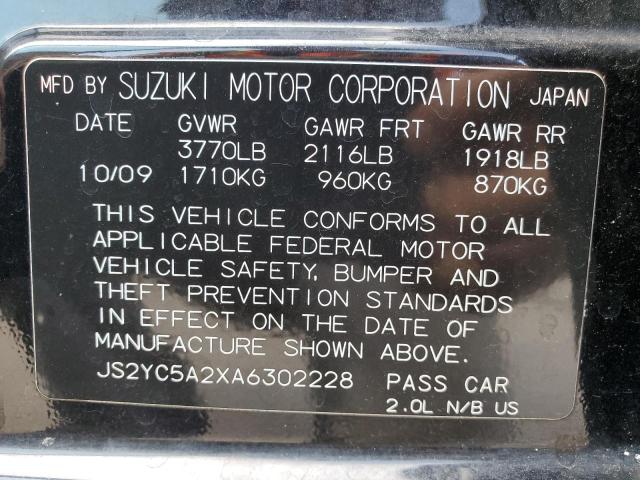 MFD BY SUZUKI MOTOR CORPORATION JAPAN
DATE GVWR GAWR FRT GAWR RR
3770LB 2116LB 1918LB
10/09 1710KG 960KG 870KG
THIS VEHICLE CONFORMS TO ALL
APPLICABLE FEDERAL MOTOR
VEHICLE SAFETY, BUMPER AND
THEFT PREVENTION STANDARDS
IN EFFECT ON THE DATE OF
MANUFACTURE SHOWN ABOVE.
JS2YC5A2XA6302228 PASS CAR
2.0L N/B US